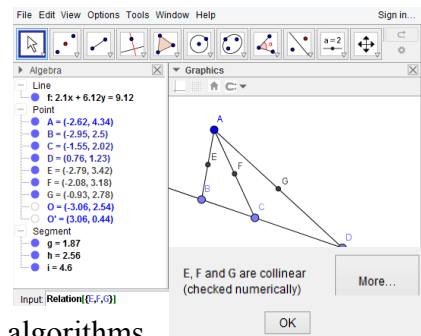 File Edit View Options Tools Window Help Sign in...
a=2
Algebra
Graphics
Line
f: 2.1x + 6.12y = 9.12
Point
A = (-2.62, 4.34)
B = (-2.95, 2.5)
C = (-1.55, 2.02)
D = (0.76, 1.23)
E = (-2.79, 3.42)
F = (-2.08, 3.18)
G = (-0.93, 2.78)
O = (-3.06, 2.54)
O' = (3.06, 0.44)
Segment
g = 1.87
h = 2.56
i = 4.6
A
E
F
G
B
C
D
E, F and G are collinear
(checked numerically)
More...
OK
Input: Relation[{E,F,G}]
algorithms